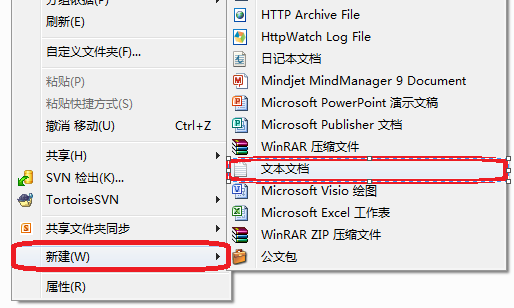 刷新(E)
自定义文件夹(F)...
粘贴(P)
粘贴快捷方式(S)
撤消 移动(U) Ctrl+Z
共享(H)
SVN 检出(K)...
TortoiseSVN
共享文件夹同步
新建(W)
属性(R)
HTTP Archive File
HttpWatch Log File
日记本文档
Mindjet MindManager 9 Document
Microsoft PowerPoint 演示文稿
Microsoft Publisher 文档
WinRAR 压缩文件
文本文档
Microsoft Visio 绘图
Microsoft Excel 工作表
WinRAR ZIP 压缩文件
公文包